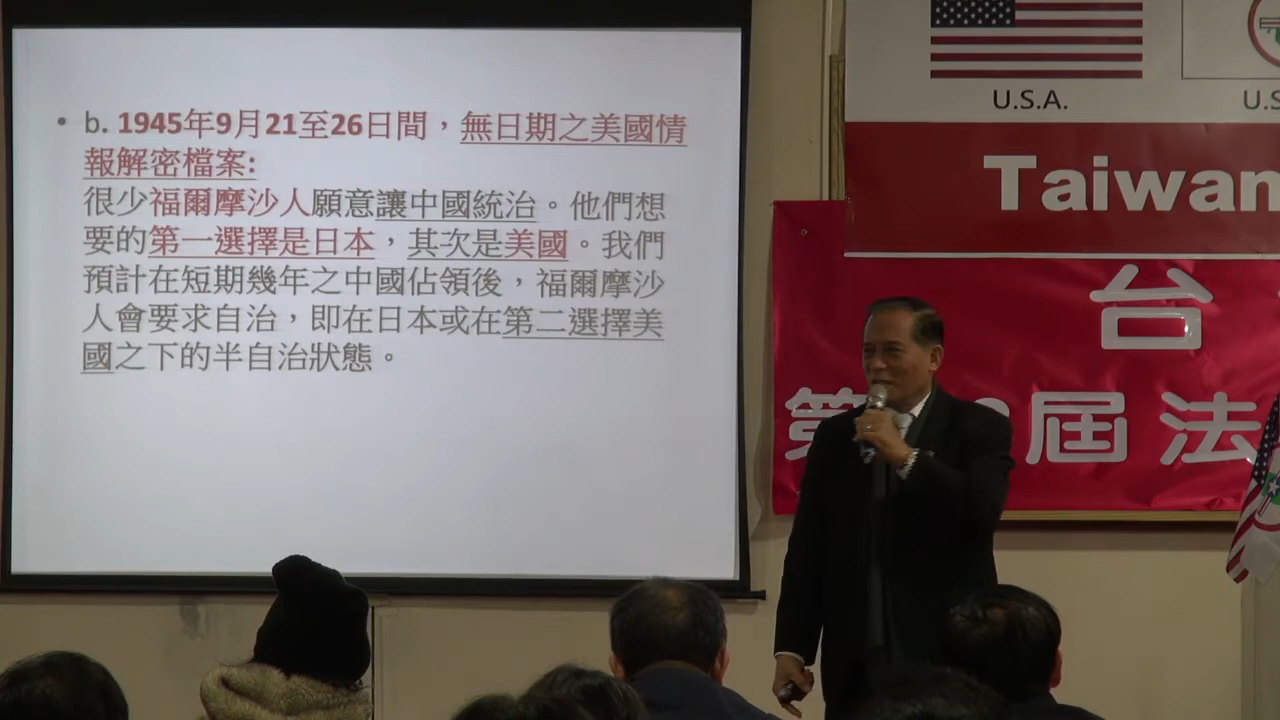 • b. 1945年9月21至26日間，無日期之美國情
報解密檔案:
很少福爾摩沙人願意讓中國統治。他們想
要的第一選擇是日本，其次是美國。我們
預計在短期幾年之中國佔領後，福爾摩沙
人會要求自治，即在日本或在第二選擇美
國之下的半自治狀態。
U.S.A.
U.S
Taiwan
台
第 屆 法